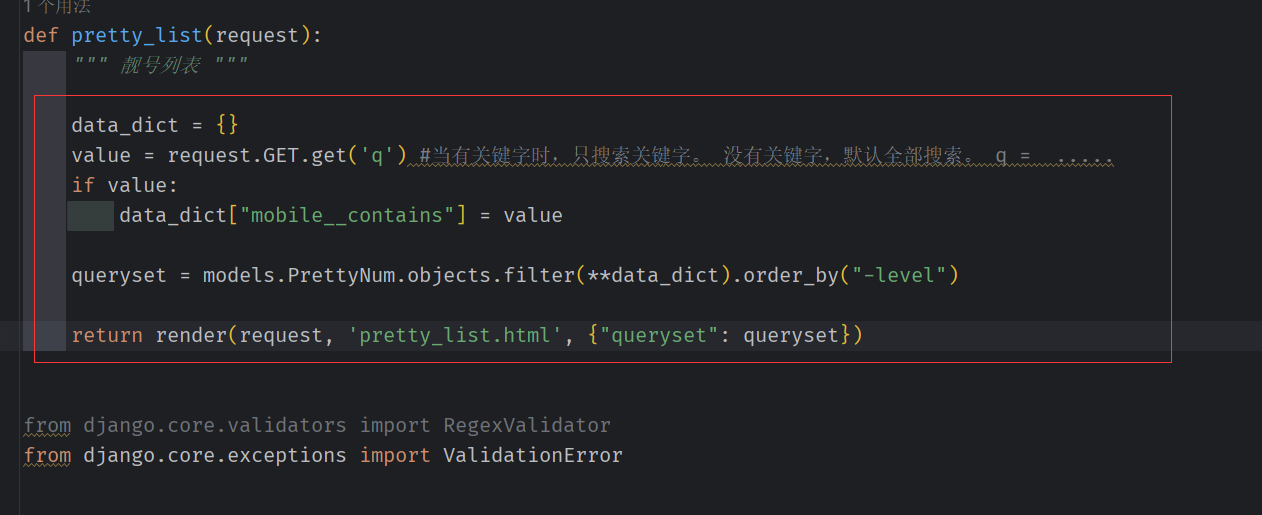 1 个用法
def pretty_list(request):
""" 靓号列表 """
data_dict = {}
value = request.GET.get('q') #当有关键字时，只搜索关键字。 没有关键字，默认全部搜索。 q =  .....
if value:
data_dict["mobile__contains"] = value
queryset = models.PrettyNum.objects.filter(**data_dict).order_by("-level")
return render(request, 'pretty_list.html', {"queryset": queryset})
from django.core.validators import RegexValidator
from django.core.exceptions import ValidationError